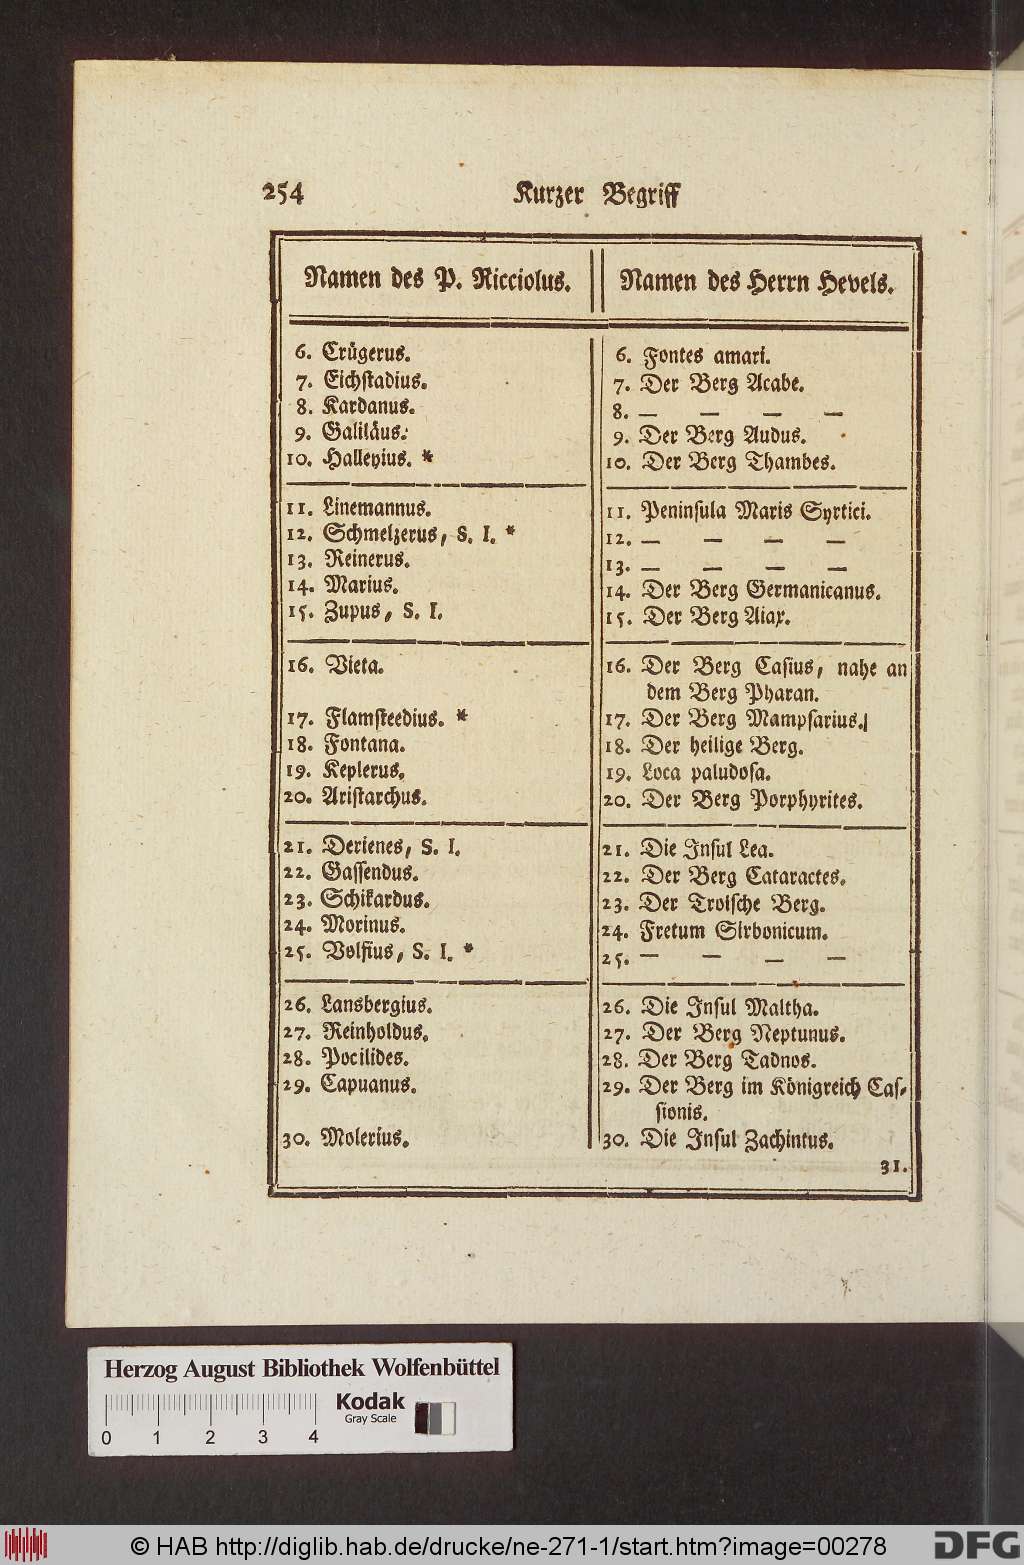 254 Kurzer Begriff
Namen des P. Ricciolus. Namen des Herrn Hevels.
6. Crügerus. 6. Fontes amari.
7. Eichstadius. 7. Der Berg Acabe.
8. Kardanus. 8. — — — —
9. Galiläus. 9. Der Berg Audus.
10. Halleyius. * 10. Der Berg Thambes.
11. Linemannus. 11. Peninsula Maris Syrtici.
12. Schmelzerus, S. I. * 12. — — — —
13. Reinerus. 13. — — — —
14. Marius. 14. Der Berg Germanicanus.
15. Zupus, S. I. 15. Der Berg Aiax.
16. Vieta. 16. Der Berg Casius, nahe an
dem Berg Pharan.
17. Flamsteedius. * 17. Der Berg Mampsarius.
18. Fontana. 18. Der heilige Berg.
19. Keplerus. 19. Loca paludosa.
20. Aristarchus. 20. Der Berg Porphyrites.
21. Derienes, S. I. 21. Die Insul Lea.
22. Gassendus. 22. Der Berg Cataractes.
23. Schikardus. 23. Der Troische Berg.
24. Morinus. 24. Fretum Sirbonicum.
25. Volfius, S. I. * 25. — — — —
26. Lansbergius. 26. Die Insul Maltha.
27. Reinholdus. 27. Der Berg Neptunus.
28. Pocilides. 28. Der Berg Tadnos.
29. Capuanus. 29. Der Berg im Königreich Cas-
sionis.
30. Molerius. 30. Die Insul Zachintus.
31.
Herzog August Bibliothek Wolfenbüttel
Kodak
Gray Scale
0 1 2 3 4
© HAB http://diglib.hab.de/drucke/ne-271-1/start.htm?image=00278
DFG